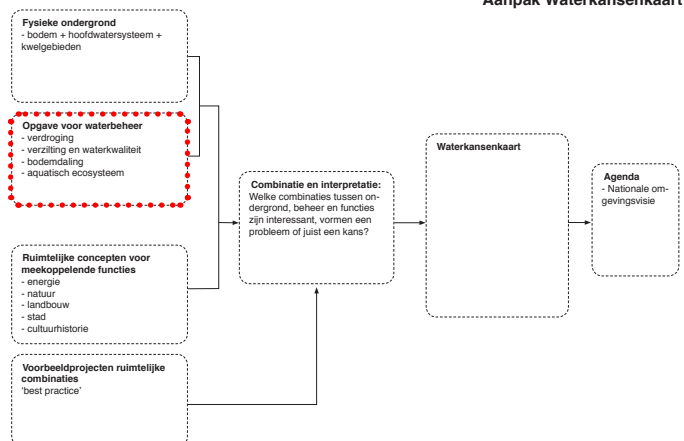 Aanpak Waterkansenkaart
Fysieke ondergrond
- bodem + hoofdwatersysteem +
kwelgebieden
Opgave voor waterbeheer
- verdroging
- verzilting en waterkwaliteit
- bodemdaling
- aquatisch ecosysteem
Ruimtelijke concepten voor
meekoppelende functies
- energie
- natuur
- landbouw
- stad
- cultuurhistorie
Voorbeeldprojecten ruimtelijke
combinaties
‘best practice’
Combinatie en interpretatie:
Welke combinaties tussen on-
dergrond, beheer en functies
zijn interessant, vormen een
probleem of juist een kans?
Waterkansenkaart
Agenda
- Nationale om-
gevingsvisie